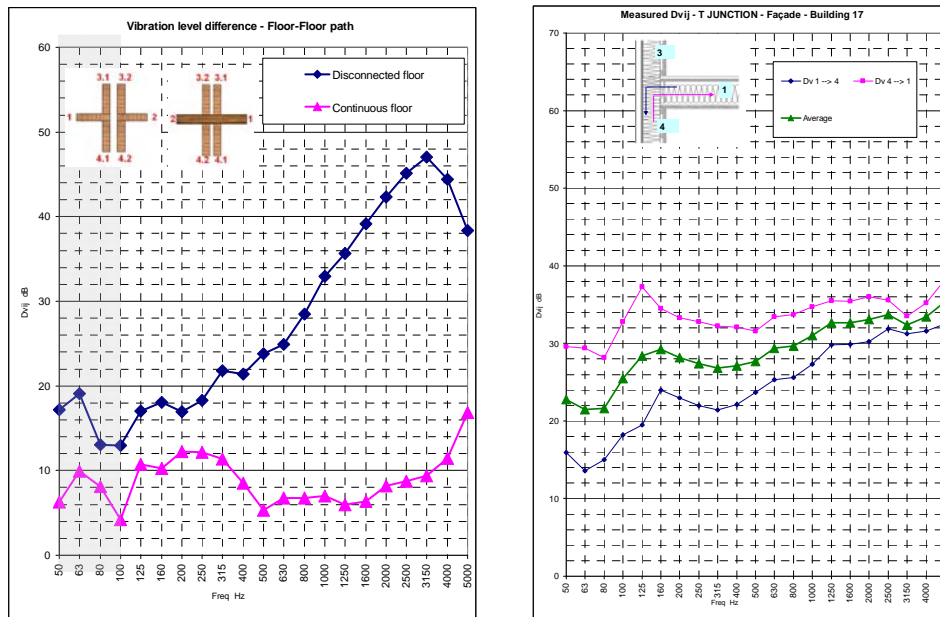 Vibration level difference - Floor-Floor path
60
50
40
30
20
10
0
Dvij dB
3.1 3.2
1 2
4.1 4.2
3.2 3.1
2 1
4.2 4.1
Disconnected floor
Continuous floor
50 63 80 100 125 160 200 250 315 400 500 630 800 1000 1250 1600 2000 2500 3150 4000 5000
Freq Hz
Measured Dvij - T JUNCTION - Façade - Building 17
70
60
50
40
30
20
10
0
Dvij dB
3
1
4
Dv 1 --> 4 Dv 4 --> 1
Average
50 63 80 100 125 160 200 250 315 400 500 630 800 1000 1250 1600 2000 2500 3150 4000
Freq Hz